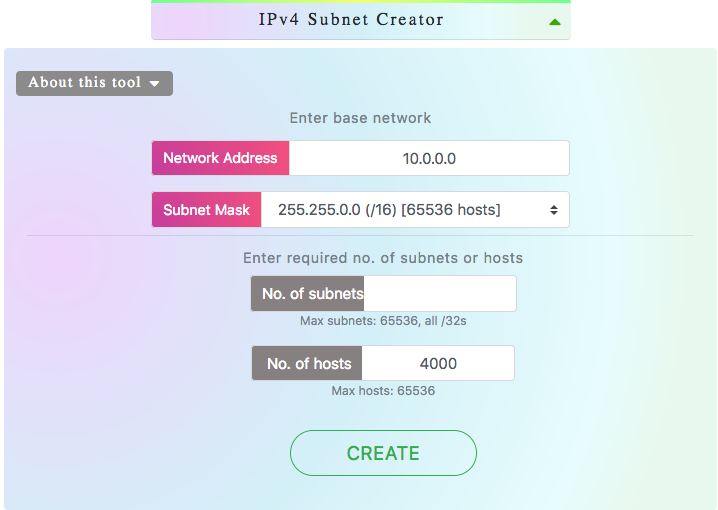 IPv4 Subnet Creator
About this tool
Enter base network
Network Address 10.0.0.0
Subnet Mask 255.255.0.0 (/16) [65536 hosts]
Enter required no. of subnets or hosts
No. of subnets
Max subnets: 65536, all /32s
No. of hosts 4000
Max hosts: 65536
CREATE